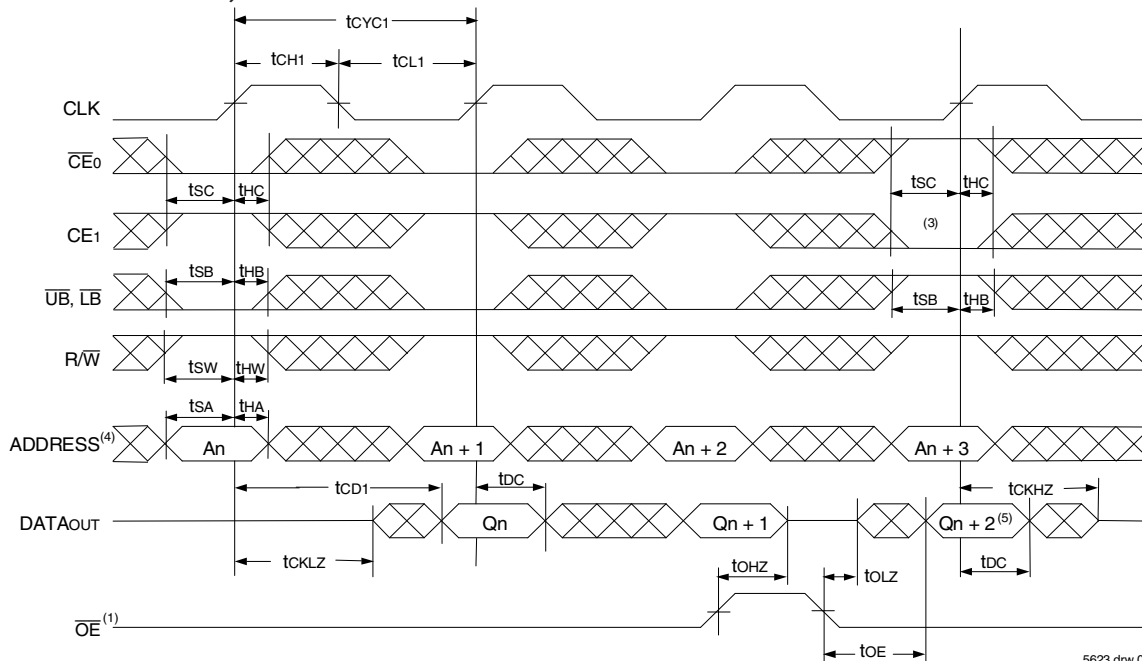 tCYC1
tCH1 tCL1
CLK
CE0
tSC tHC tSC tHC
CE1 (3)
tSB tHB
UB, LB tSB tHB
R/W
tSW tHW
tSA tHA
ADDRESS(4) An An + 1 An + 2 An + 3
tCD1 tDC tCKHZ
DATAOUT Qn Qn + 1 Qn + 2(5)
tCKLZ tOHZ tOLZ tDC
OE(1)
tOE
5623 drw